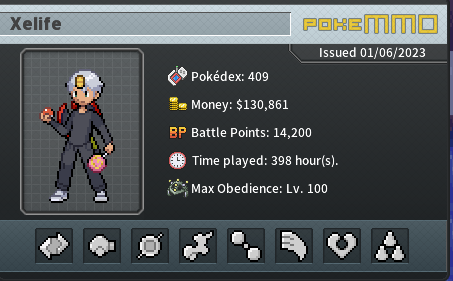 Xelife
POKEMMO
Issued 01/06/2023
Pokédex: 409
Money: $130,861
BP Battle Points: 14,200
Time played: 398 hour(s).
Max Obedience: Lv. 100